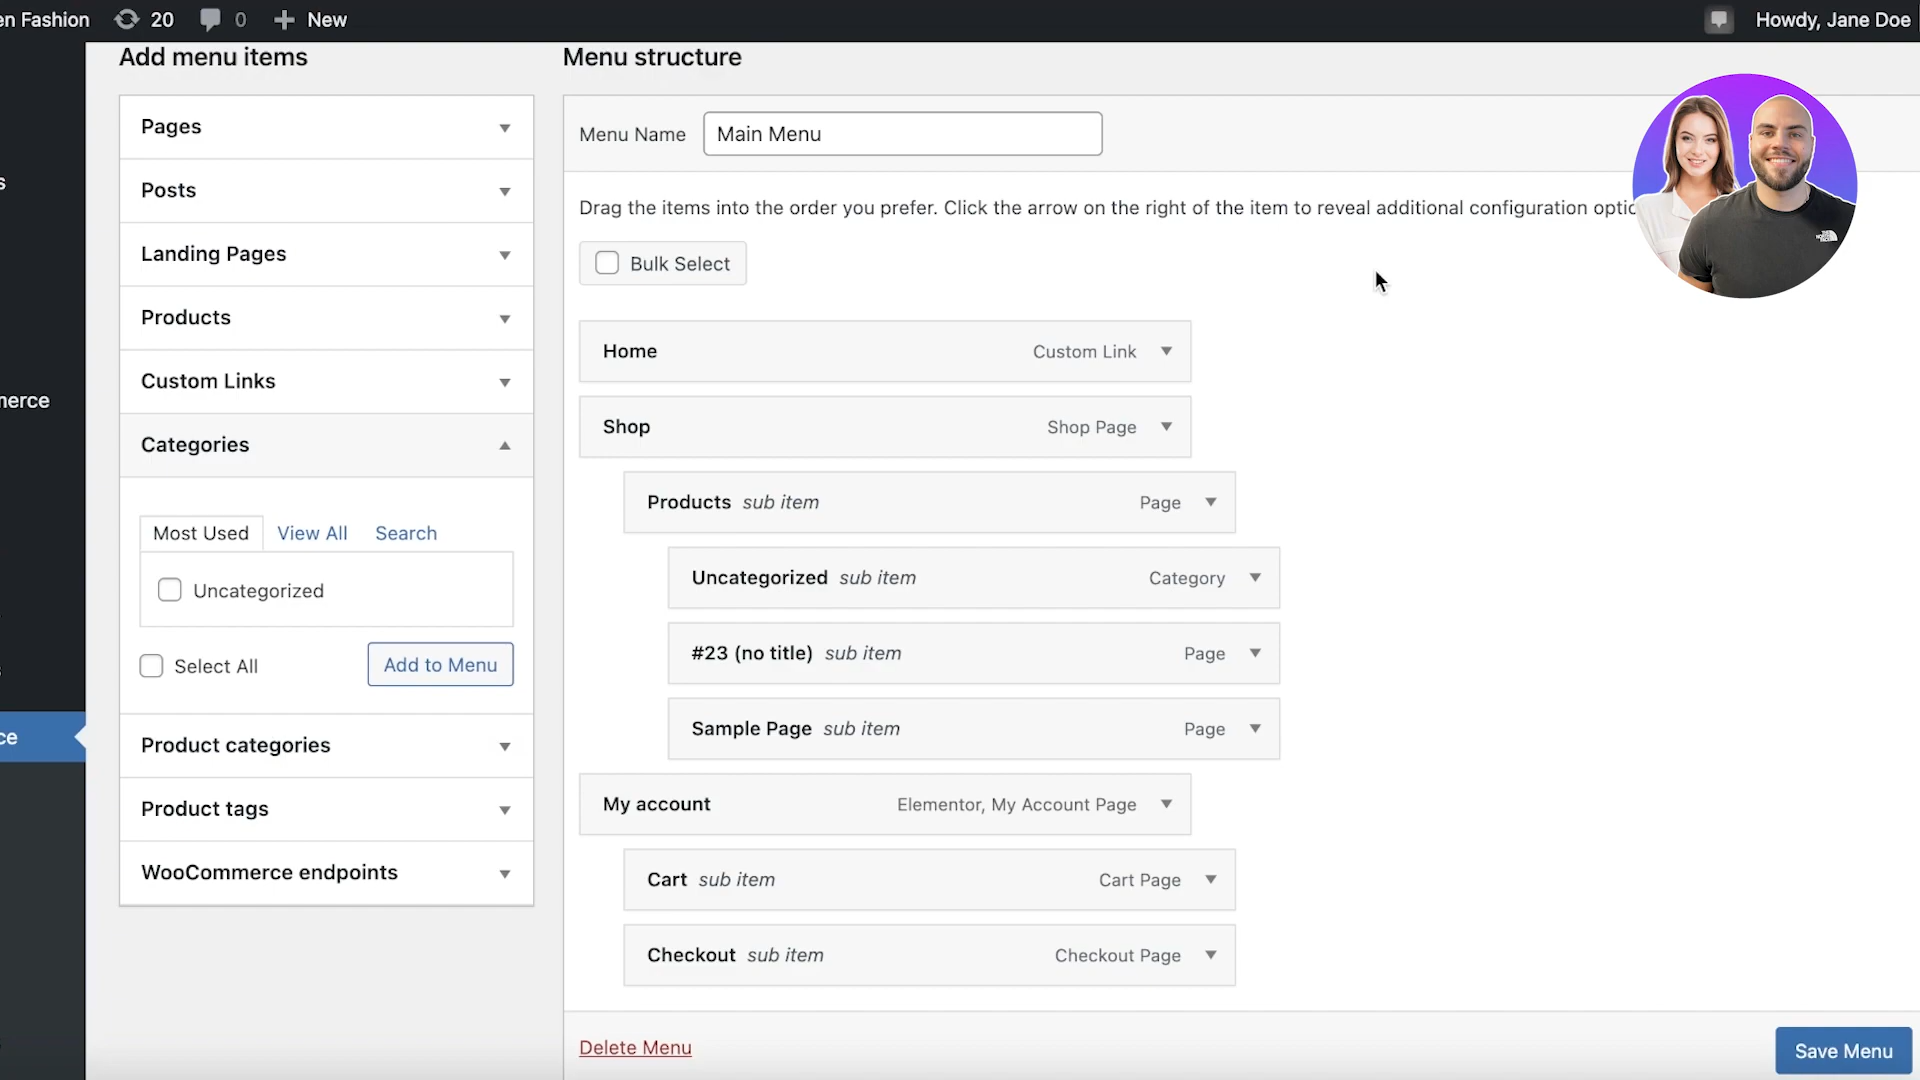 en Fashion 20 0 New Howdy, Jane Doe
Add menu items
Pages
Posts
Landing Pages
Products
Custom Links
Categories
Most Used View All Search
Uncategorized
Select All Add to Menu
Product categories
Product tags
WooCommerce endpoints
s
merce
ce
Menu structure
Menu Name Main Menu
Drag the items into the order you prefer. Click the arrow on the right of the item to reveal additional configuration optio
Bulk Select
Home Custom Link
Shop Shop Page
Products sub item Page
Uncategorized sub item Category
#23 (no title) sub item Page
Sample Page sub item Page
My account Elementor, My Account Page
Cart sub item Cart Page
Checkout sub item Checkout Page
Delete Menu Save Menu